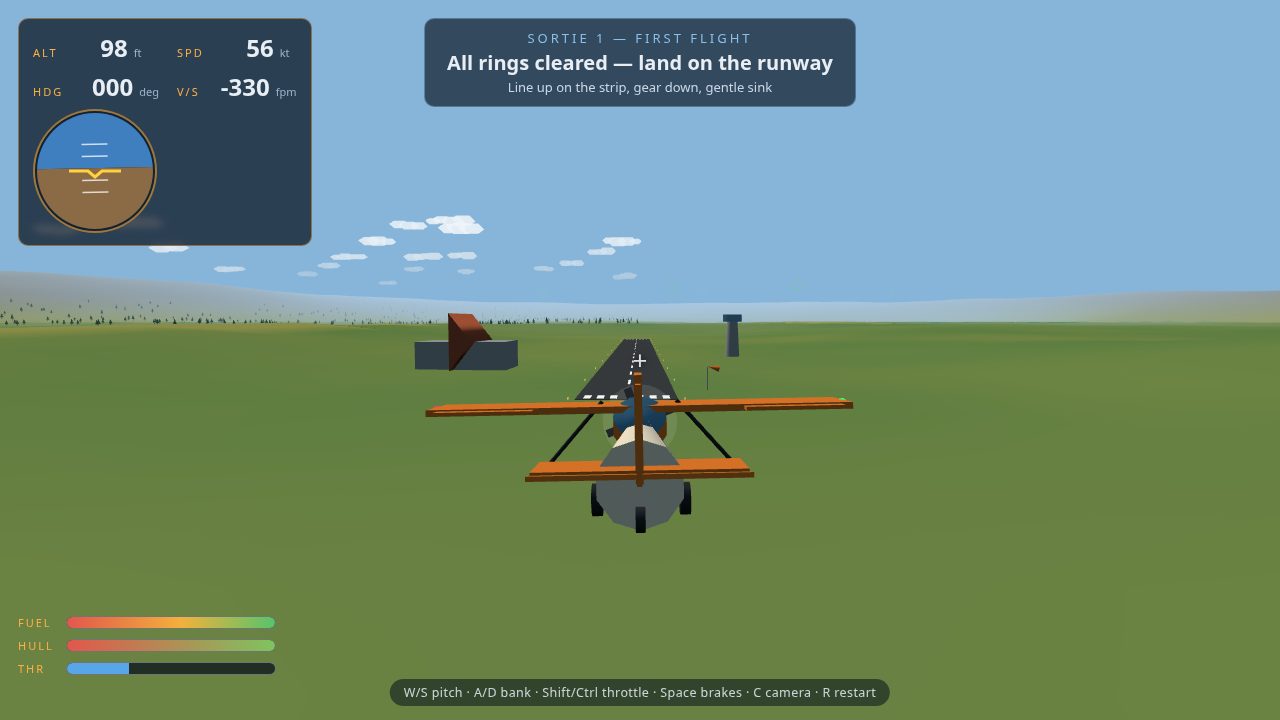 ALT 98 ft SPD 56 kt
HDG 000 deg V/S -330 fpm
SORTIE 1 — FIRST FLIGHT
All rings cleared — land on the runway
Line up on the strip, gear down, gentle sink
FUEL
HULL
THR
W/S pitch · A/D bank · Shift/Ctrl throttle · Space brakes · C camera · R restart